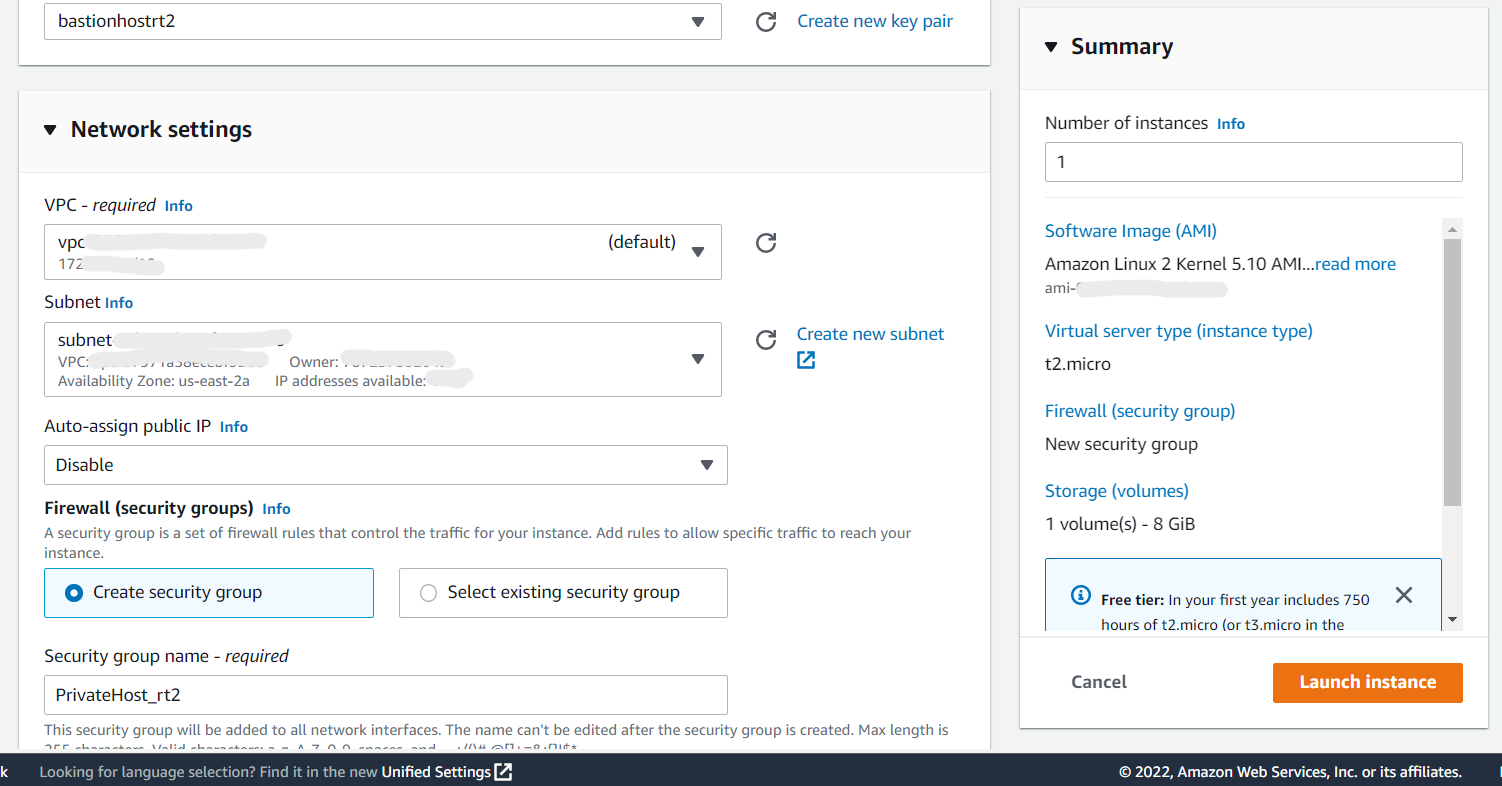 bastionhostrt2
Create new key pair
Network settings
VPC - required Info
vpc
(default)
172
Subnet Info
subnet-
VPC:
Owner:
Availability Zone: us-east-2a IP addresses available:
Create new subnet
Auto-assign public IP Info
Disable
Firewall (security groups) Info
A security group is a set of firewall rules that control the traffic for your instance. Add rules to allow specific traffic to reach your
instance.
Create security group
Select existing security group
Security group name - required
PrivateHost_rt2
This security group will be added to all network interfaces. The name can't be edited after the security group is created. Max length is
Summary
Number of instances Info
1
Software Image (AMI)
Amazon Linux 2 Kernel 5.10 AMI...read more
ami-
Virtual server type (instance type)
t2.micro
Firewall (security group)
New security group
Storage (volumes)
1 volume(s) - 8 GiB
Free tier: In your first year includes 750
hours of t2.micro (or t3.micro in the
Cancel
Launch instance
k
Looking for language selection? Find it in the new Unified Settings
© 2022, Amazon Web Services, Inc. or its affiliates.